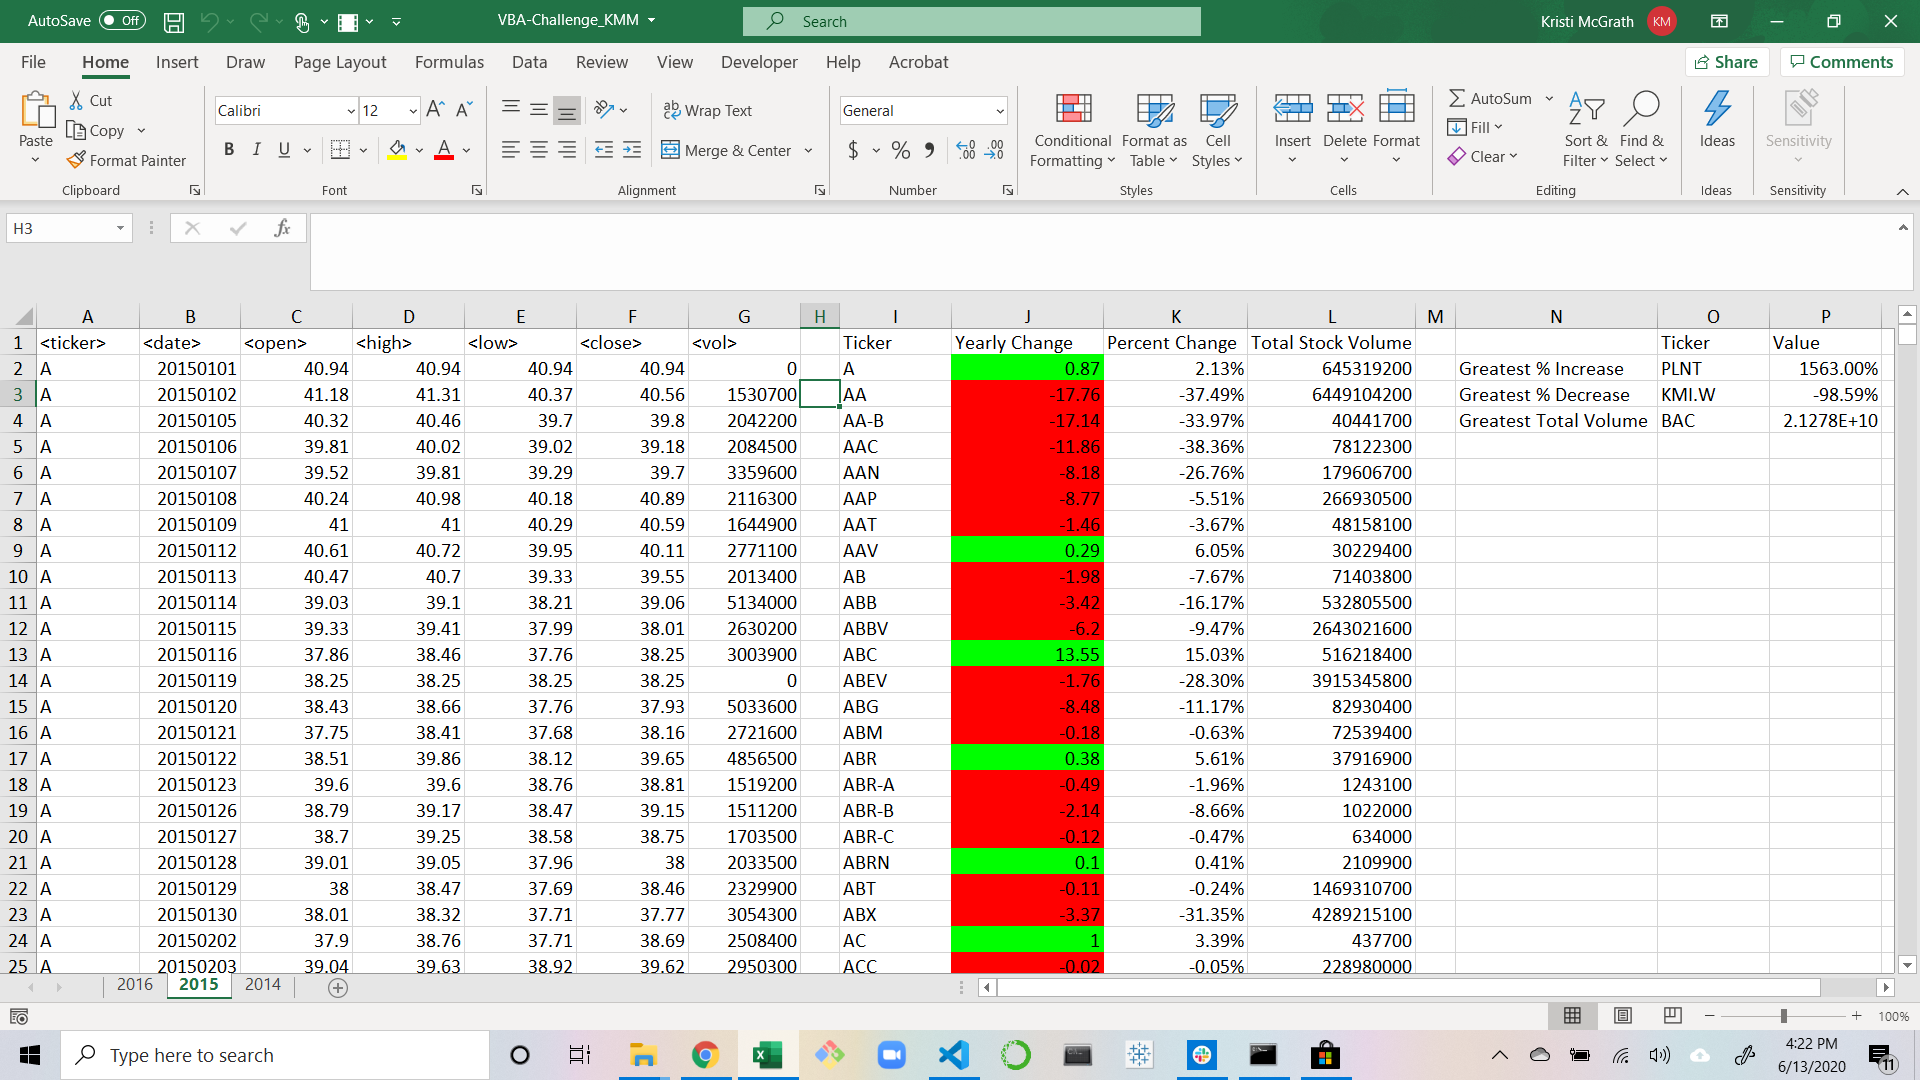 AutoSave Off VBA-Challenge_KMM Search Kristi McGrath KM
File Home Insert Draw Page Layout Formulas Data Review View Developer Help Acrobat Share Comments
Paste Cut Copy Format Painter Clipboard
Calibri 12 B I U A Font
Wrap Text Merge & Center Alignment
General $ % Number
Conditional Formatting Format as Table Cell Styles Styles
Insert Delete Format Cells
AutoSum Fill Clear Sort & Filter Find & Select Editing
Ideas Ideas
Sensitivity Sensitivity
H3 fx
A B C D E F G H I J K L M N O P
1 <ticker> <date> <open> <high> <low> <close> <vol> Ticker Yearly Change Percent Change Total Stock Volume Ticker Value
2 A 20150101 40.94 40.94 40.94 40.94 0 A 0.87 2.13% 645319200 Greatest % Increase PLNT 1563.00%
3 A 20150102 41.18 41.31 40.37 40.56 1530700 AA -17.76 -37.49% 6449104200 Greatest % Decrease KMI.W -98.59%
4 A 20150105 40.32 40.46 39.7 39.8 2042200 AA-B -17.14 -33.97% 40441700 Greatest Total Volume BAC 2.1278E+10
5 A 20150106 39.81 40.02 39.02 39.18 2084500 AAC -11.86 -38.36% 78122300
6 A 20150107 39.52 39.81 39.29 39.7 3359600 AAN -8.18 -26.76% 179606700
7 A 20150108 40.24 40.98 40.18 40.89 2116300 AAP -8.77 -5.51% 266930500
8 A 20150109 41 41 40.29 40.59 1644900 AAT -1.46 -3.67% 48158100
9 A 20150112 40.61 40.72 39.95 40.11 2771100 AAV 0.29 6.05% 30229400
10 A 20150113 40.47 40.7 39.33 39.55 2013400 AB -1.98 -7.67% 71403800
11 A 20150114 39.03 39.1 38.21 39.06 5134000 ABB -3.42 -16.17% 532805500
12 A 20150115 39.33 39.41 37.99 38.01 2630200 ABBV -6.2 -9.47% 2643021600
13 A 20150116 37.86 38.46 37.76 38.25 3003900 ABC 13.55 15.03% 516218400
14 A 20150119 38.25 38.25 38.25 38.25 0 ABEV -1.76 -28.30% 3915345800
15 A 20150120 38.43 38.66 37.76 37.93 5033600 ABG -8.48 -11.17% 82930400
16 A 20150121 37.75 38.41 37.68 38.16 2721600 ABM -0.18 -0.63% 72539400
17 A 20150122 38.51 39.86 38.12 39.65 4856500 ABR 0.38 5.61% 37916900
18 A 20150123 39.6 39.6 38.76 38.81 1519200 ABR-A -0.49 -1.96% 1243100
19 A 20150126 38.79 39.17 38.47 39.15 1511200 ABR-B -2.14 -8.66% 1022000
20 A 20150127 38.7 39.25 38.58 38.75 1703500 ABR-C -0.12 -0.47% 634000
21 A 20150128 39.01 39.05 37.96 38 2033500 ABRN 0.1 0.41% 2109900
22 A 20150129 38 38.47 37.69 38.46 2329900 ABT -0.11 -0.24% 1469310700
23 A 20150130 38.01 38.32 37.71 37.77 3054300 ABX -3.37 -31.35% 4289215100
24 A 20150202 37.9 38.76 37.71 38.69 2508400 AC 1 3.39% 437700
25 A 20150203 39.04 39.63 38.92 39.62 2950300 ACC -0.02 -0.05% 228980000
2016 2015 2014
100%
Type here to search
4:22 PM
6/13/2020
11